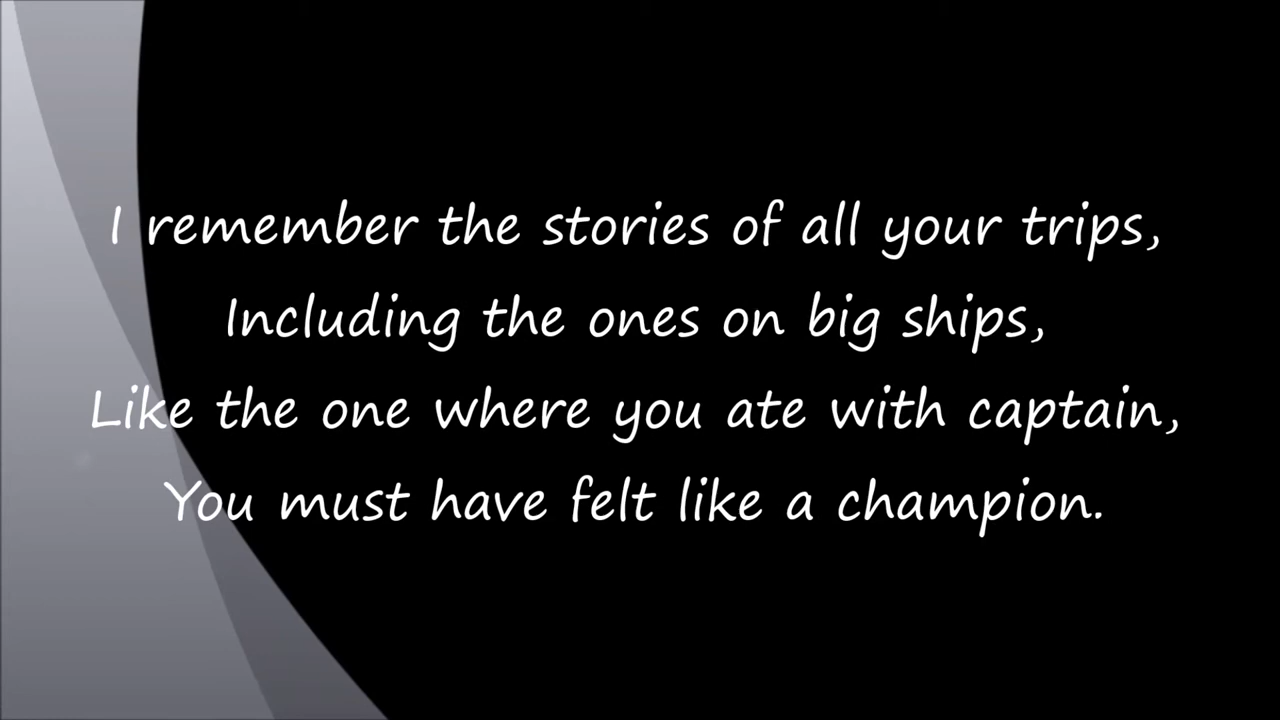 I remember the stories of all your trips,
Including the ones on big ships,
Like the one where you ate with captain,
You must have felt like a champion.